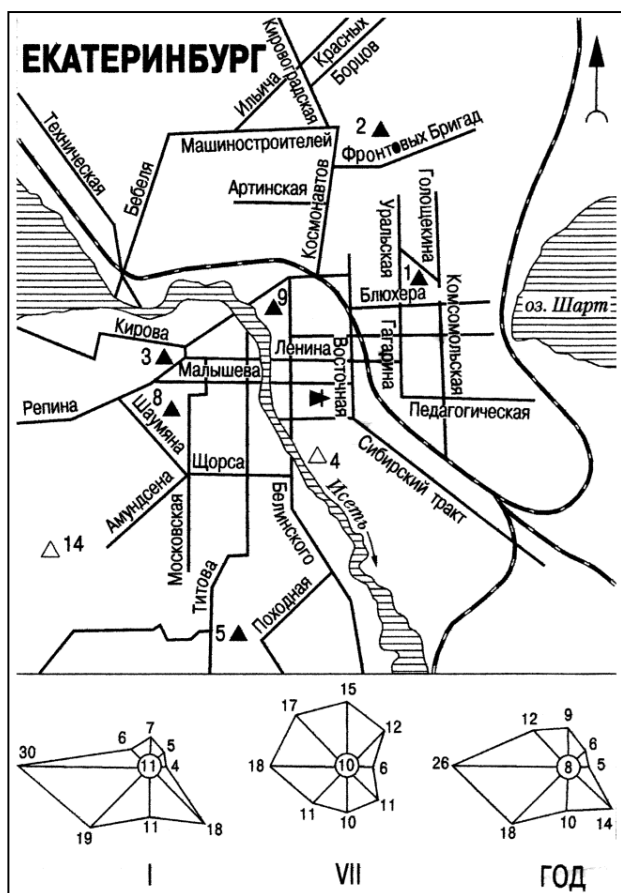 ЕКАТЕРИНБУРГ
Кировоградская
Красных
Борцов
Ильича
2
Техническая
Бебеля
Машиностроителей
Фронтовых Бригад
Артинская
Космонавтов
Уральская
Голощекина
1
9
Блюхера
Комсомольская
оз. Шарт
Кирова
3
Ленина
Восточная
Гагарина
Малышева
8
Репина
Шаумяна
Педагогическая
4
Сибирский тракт
Щорса
Исеть
Амундсена
Московская
Белинского
14
Титова
Походная
5
7
6
5
30
11
4
19
11
18
I
15
17
12
18
10
6
11
10
11
VII
9
12
6
26
8
5
18
10
14
ГОД